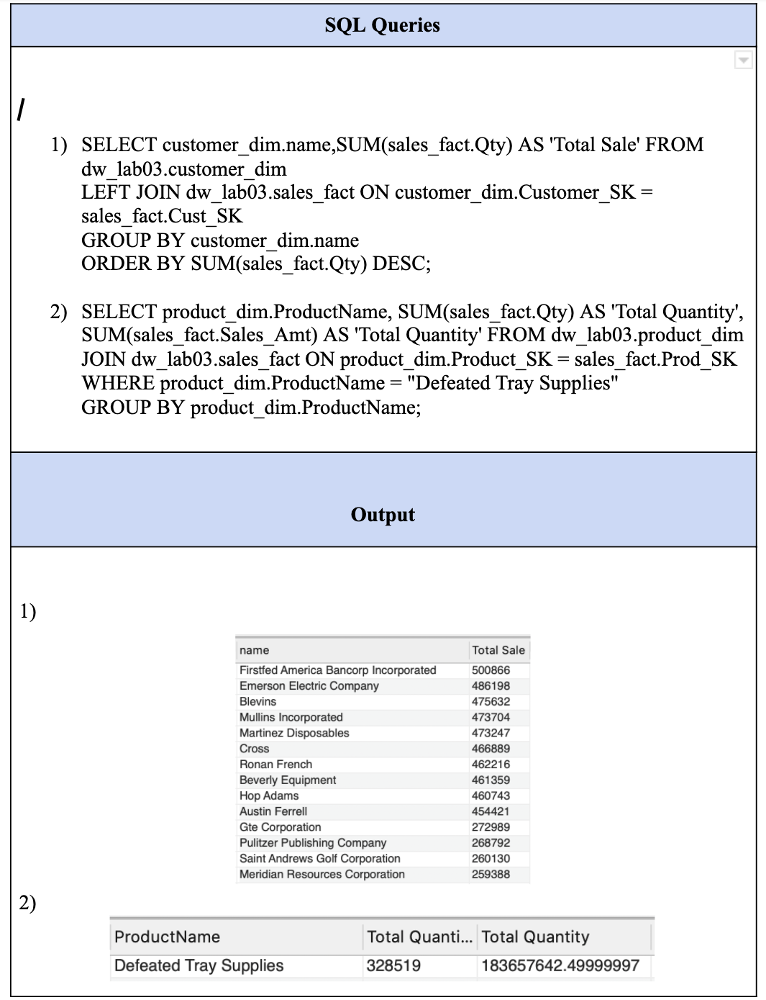 SQL Queries
/
1) SELECT customer_dim.name,SUM(sales_fact.Qty) AS 'Total Sale' FROM
dw_lab03.customer_dim
LEFT JOIN dw_lab03.sales_fact ON customer_dim.Customer_SK =
sales_fact.Cust_SK
GROUP BY customer_dim.name
ORDER BY SUM(sales_fact.Qty) DESC;
2) SELECT product_dim.ProductName, SUM(sales_fact.Qty) AS 'Total Quantity',
SUM(sales_fact.Sales_Amt) AS 'Total Quantity' FROM dw_lab03.product_dim
JOIN dw_lab03.sales_fact ON product_dim.Product_SK = sales_fact.Prod_SK
WHERE product_dim.ProductName = "Defeated Tray Supplies"
GROUP BY product_dim.ProductName;
Output
1)
name Total Sale
Firstfed America Bancorp Incorporated 500866
Emerson Electric Company 486198
Blevins 475632
Mullins Incorporated 473704
Martinez Disposables 473247
Cross 466889
Ronan French 462216
Beverly Equipment 461359
Hop Adams 460743
Austin Ferrell 454421
Gte Corporation 272989
Pulitzer Publishing Company 268792
Saint Andrews Golf Corporation 260130
Meridian Resources Corporation 259388
2)
ProductName Total Quanti... Total Quantity
Defeated Tray Supplies 328519 183657642.49999997